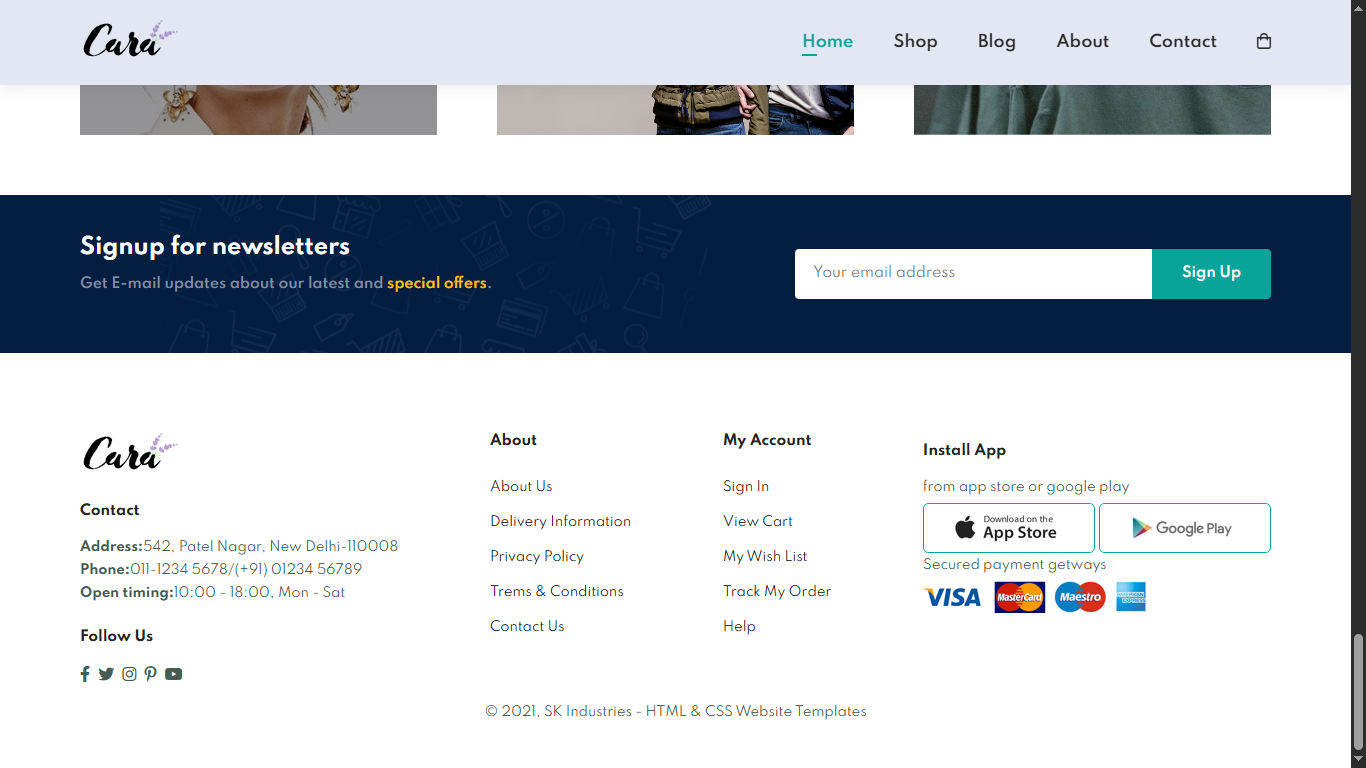 Cara
Home Shop Blog About Contact
Signup for newsletters
Get E-mail updates about our latest and special offers.
Your email address
Sign Up
Cara
Contact
Address:542, Patel Nagar, New Delhi-110008
Phone:011-1234 5678/(+91) 01234 56789
Open timing:10:00 - 18:00, Mon - Sat
Follow Us
About
About Us
Delivery Information
Privacy Policy
Trems & Conditions
Contact Us
My Account
Sign In
View Cart
My Wish List
Track My Order
Help
Install App
from app store or google play
Download on the
App Store
Google Play
Secured payment getways
VISA MasterCard Maestro
AMERICAN
EXPRESS
© 2021, SK Industries - HTML & CSS Website Templates